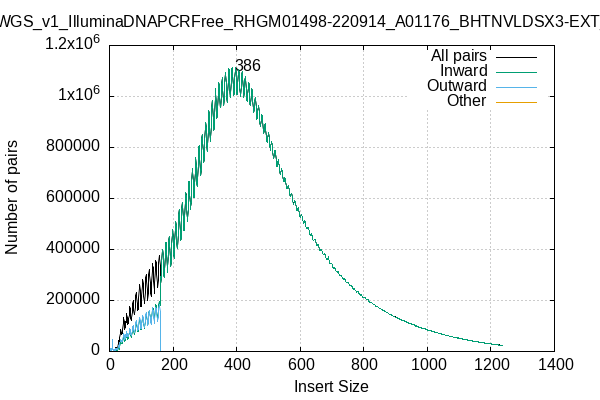 WGS_v1_IlluminaDNAPCRFree_RHGM01498-220914_A01176_BHTNVLDSX3-EXT_
386
All pairs
Inward
Outward
Other
1.2x10^6
1x10^6
800000
600000
400000
200000
0
Number of pairs
0 200 400 600 800 1000 1200 1400
Insert Size